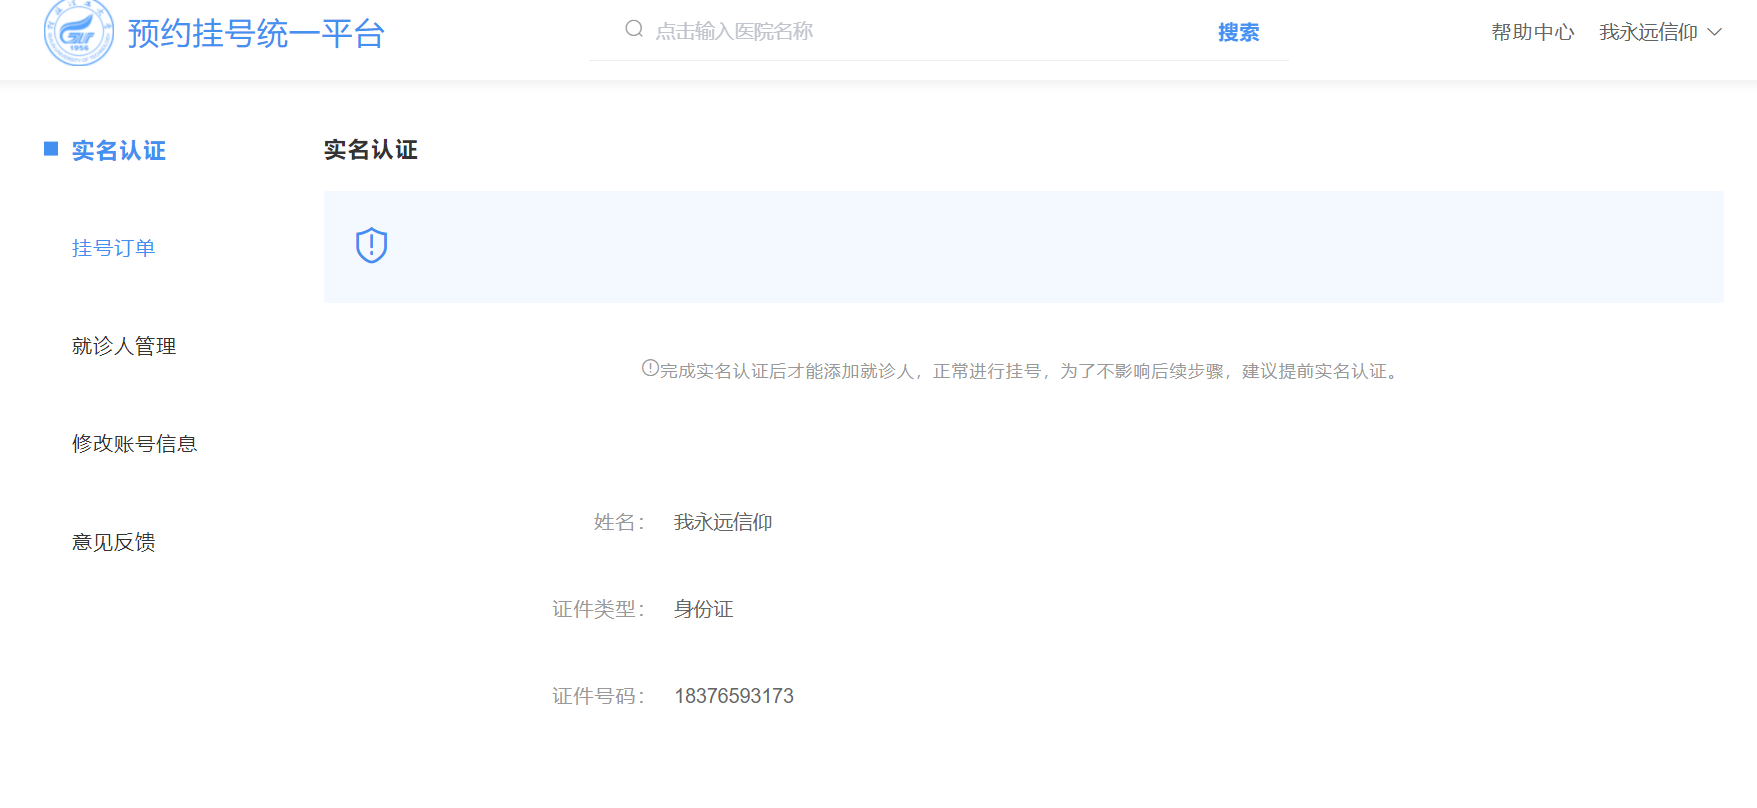 预约挂号统一平台
点击输入医院名称
搜索
帮助中心
我永远信仰
实名认证
挂号订单
就诊人管理
修改账号信息
意见反馈
实名认证
完成实名认证后才能添加就诊人，正常进行挂号，为了不影响后续步骤，建议提前实名认证。
姓名： 我永远信仰
证件类型： 身份证
证件号码： 18376593173
1956